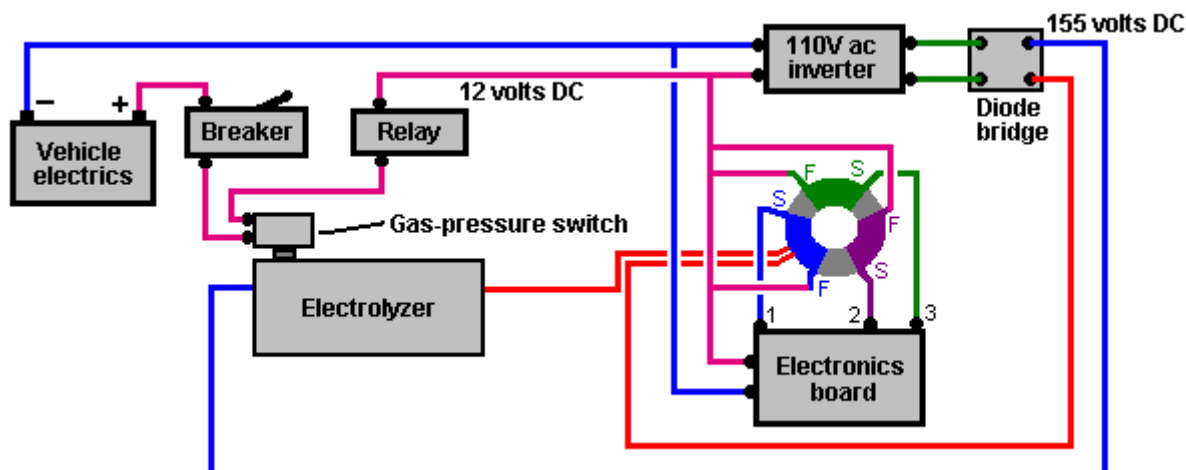 155 volts DC
110V ac
inverter
Diode
bridge
12 volts DC
− +
Vehicle
electrics
Breaker
Relay
Gas-pressure switch
Electrolyzer
F
S
S
F
S
F
1
2
3
Electronics
board